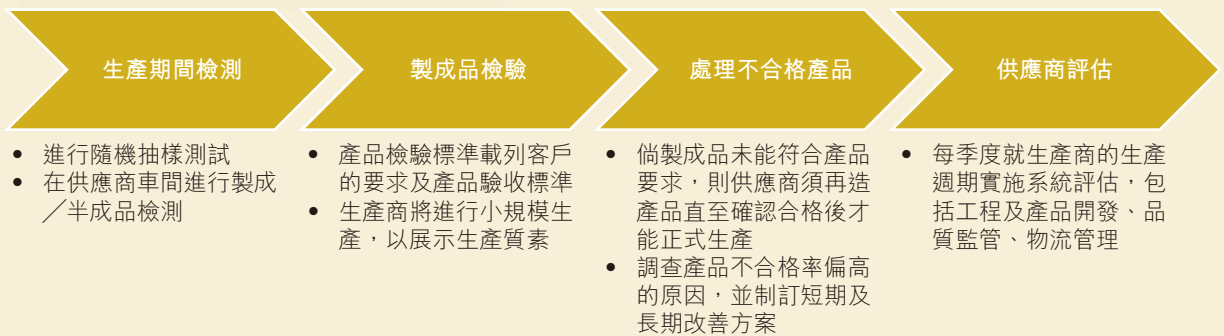 生產期間檢測
製成品檢驗
處理不合格產品
供應商評估
• 進行隨機抽樣測試
• 在供應商車間進行製成
／半成品檢測
• 產品檢驗標準載列客戶
的要求及產品驗收標準
• 生產商將進行小規模生
產，以展示生產質素
• 倘製成品未能符合產品
要求，則供應商須再造
產品直至確認合格後才
能正式生產
• 調查產品不合格率偏高
的原因，並制訂短期及
長期改善方案
• 每季度就生產商的生產
週期實施系統評估，包
括工程及產品開發、品
質監管、物流管理